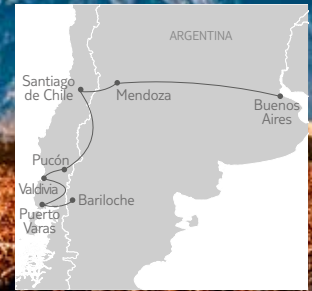 ARGENTINA
Santiago
de Chile
Mendoza
Buenos
Aires
Pucón
Valdivia
Bariloche
Puerto
Varas